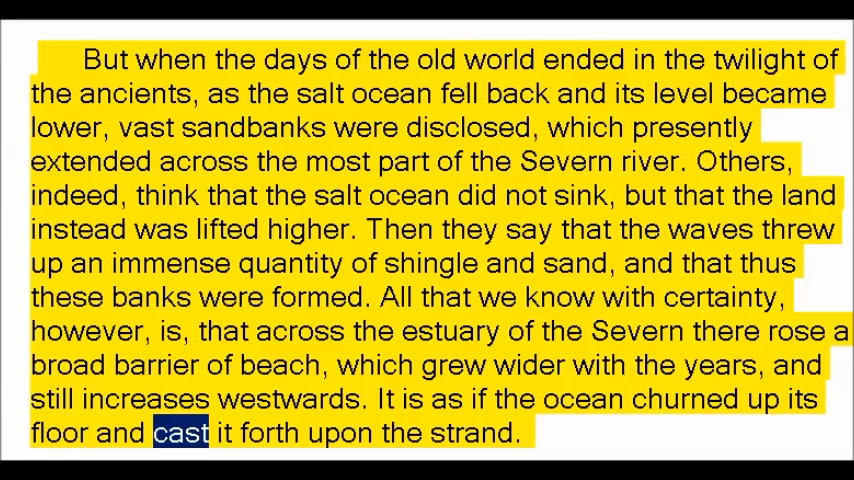 But when the days of the old world ended in the twilight of
the ancients, as the salt ocean fell back and its level became
lower, vast sandbanks were disclosed, which presently
extended across the most part of the Severn river. Others,
indeed, think that the salt ocean did not sink, but that the land
instead was lifted higher. Then they say that the waves threw
up an immense quantity of shingle and sand, and that thus
these banks were formed. All that we know with certainty,
however, is, that across the estuary of the Severn there rose a
broad barrier of beach, which grew wider with the years, and
still increases westwards. It is as if the ocean churned up its
floor and cast it forth upon the strand.